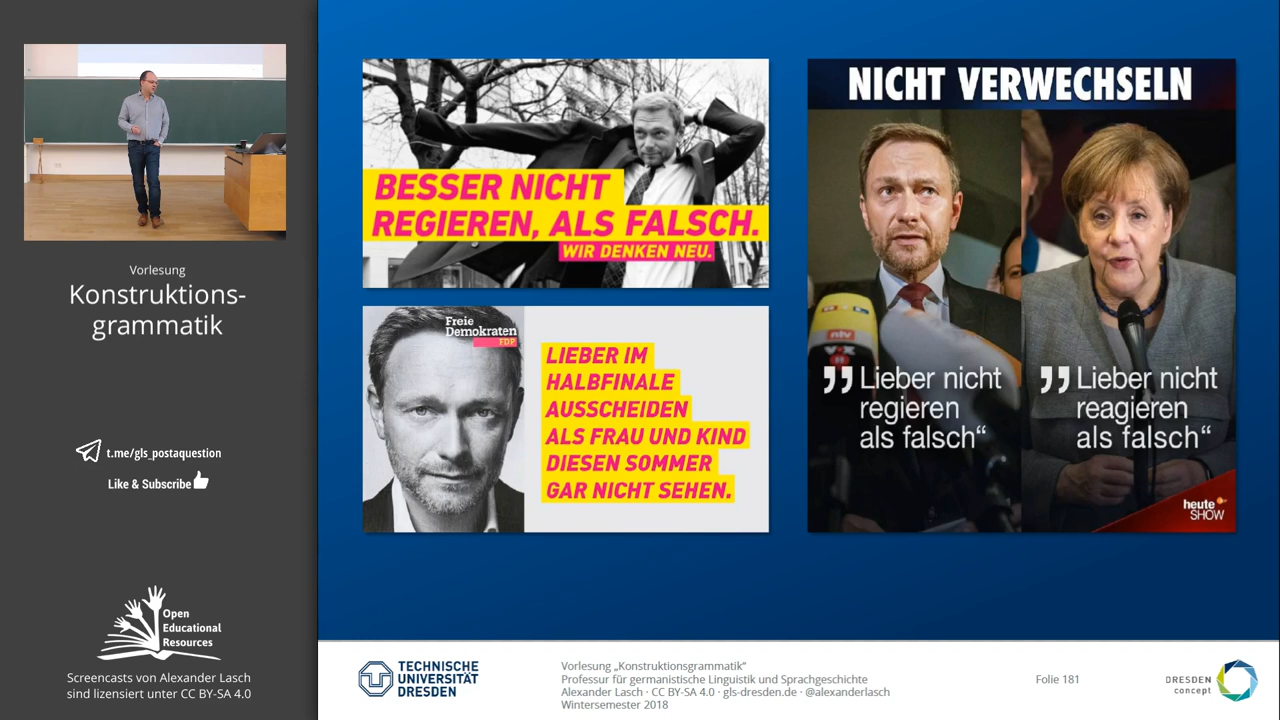 Vorlesung
Konstruktions-
grammatik
t.me/gls_postaquestion
Like & Subscribe
Open
Educational
Resources
Screencasts von Alexander Lasch
sind lizensiert unter CC BY-SA 4.0
BESSER NICHT
REGIEREN, ALS FALSCH.
WIR DENKEN NEU.
Freie
Demokraten
FDP
LIEBER IM
HALBFINALE
AUSSCHEIDEN
ALS FRAU UND KIND
DIESEN SOMMER
GAR NICHT SEHEN.
NICHT VERWECHSELN
RTL
ntv
VOX
„Lieber nicht
regieren
als falsch“
„Lieber nicht
reagieren
als falsch“
heute
SHOW
TECHNISCHE
UNIVERSITÄT
DRESDEN
Vorlesung „Konstruktionsgrammatik“
Professur für germanistische Linguistik und Sprachgeschichte
Alexander Lasch · CC BY-SA 4.0 · gls-dresden.de · @alexanderlasch
Wintersemester 2018
Folie 181
DRESDEN
concept